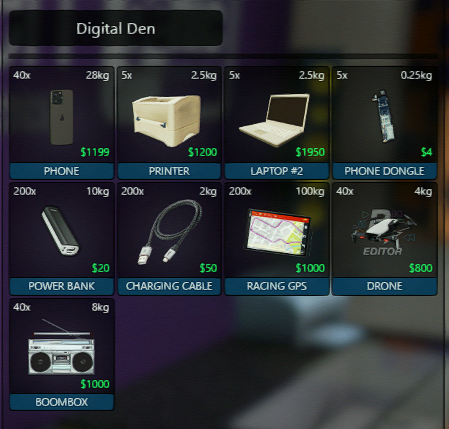 Digital Den
40x 28kg
$1199
PHONE
5x 2.5kg
$1200
PRINTER
5x 2.5kg
$1950
LAPTOP #2
5x 0.25kg
$4
PHONE DONGLE
200x 10kg
$20
POWER BANK
200x 2kg
$50
CHARGING CABLE
200x 100kg
$1000
RACING GPS
40x 4kg
EDITOR
$800
DRONE
40x 8kg
$1000
BOOMBOX